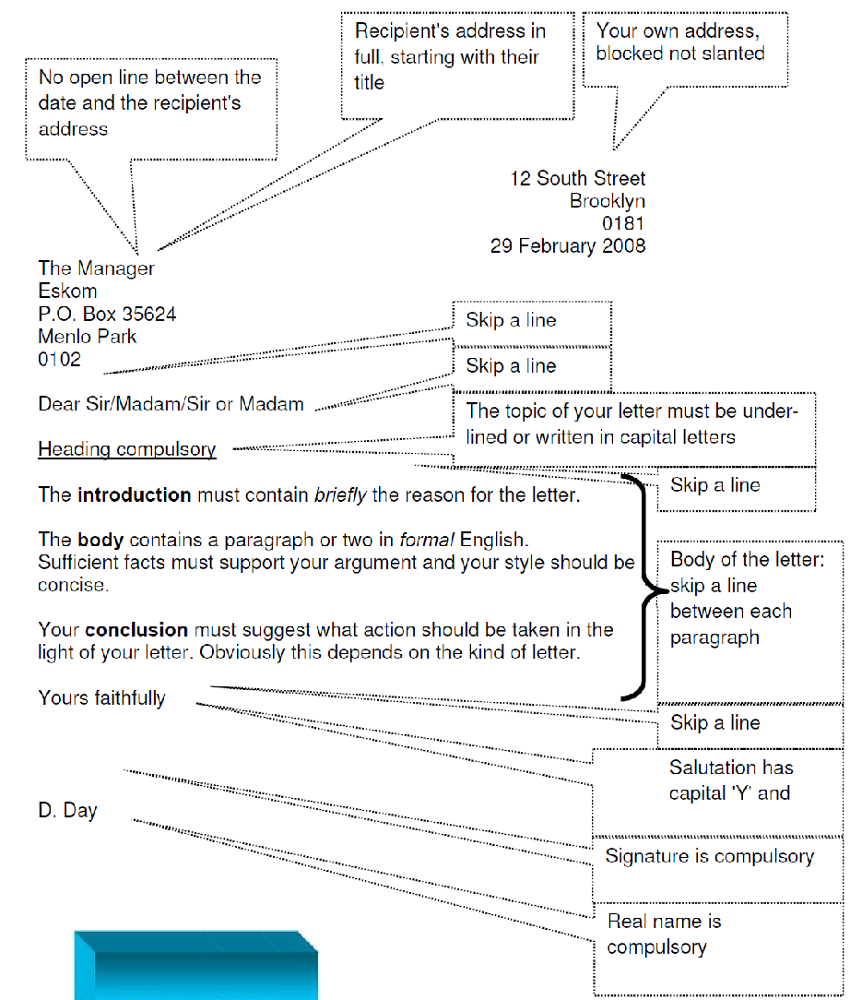 Recipient's address in
full, starting with their
title
Your own address,
blocked not slanted
No open line between the
date and the recipient's
address
12 South Street
Brooklyn
0181
29 February 2008
The Manager
Eskom
P.O. Box 35624
Menlo Park
0102
Skip a line
Skip a line
Dear Sir/Madam/Sir or Madam
The topic of your letter must be under-
lined or written in capital letters
Heading compulsory
Skip a line
The introduction must contain briefly the reason for the letter.
The body contains a paragraph or two in formal English.
Sufficient facts must support your argument and your style should be
concise.
Body of the letter:
skip a line
between each
paragraph
Your conclusion must suggest what action should be taken in the
light of your letter. Obviously this depends on the kind of letter.
Yours faithfully
Skip a line
Salutation has
capital 'Y' and
D. Day
Signature is compulsory
Real name is
compulsory